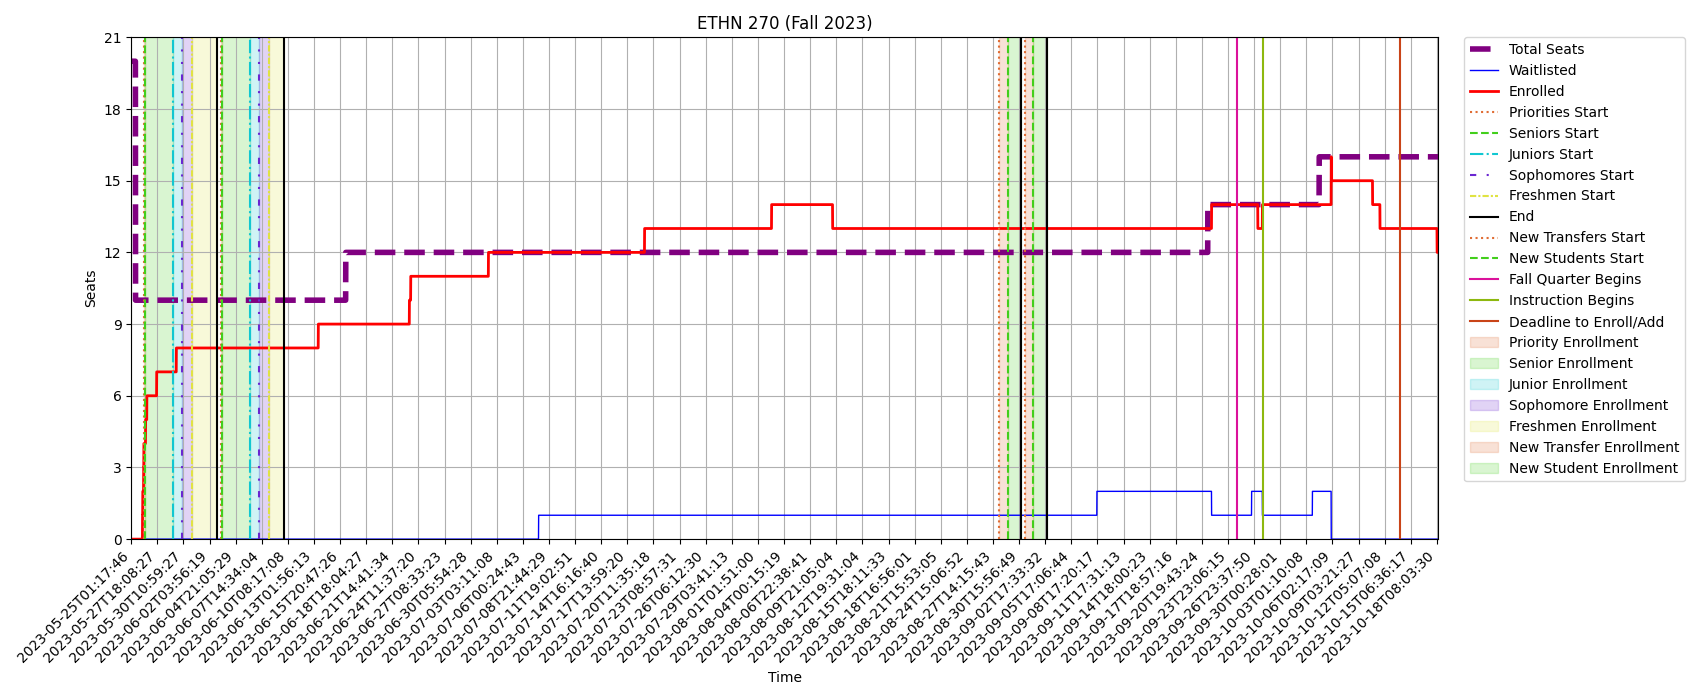 ETHN 270 (Fall 2023)
21
18
15
12
9
6
3
0
Seats
2023-05-25T01:17:46
2023-05-27T18:08:27
2023-05-30T10:59:27
2023-06-02T03:56:19
2023-06-04T21:05:29
2023-06-07T14:34:04
2023-06-10T08:17:08
2023-06-13T01:56:13
2023-06-15T20:47:26
2023-06-18T18:04:27
2023-06-21T14:41:34
2023-06-24T11:37:20
2023-06-27T08:33:23
2023-06-30T05:54:28
2023-07-03T03:11:08
2023-07-06T00:24:43
2023-07-08T21:44:29
2023-07-11T19:02:51
2023-07-14T16:16:40
2023-07-17T13:59:20
2023-07-20T11:35:18
2023-07-23T08:57:31
2023-07-26T06:12:30
2023-07-29T03:41:13
2023-08-01T01:51:00
2023-08-04T00:15:19
2023-08-06T22:38:41
2023-08-09T21:05:04
2023-08-12T19:31:04
2023-08-15T18:11:33
2023-08-18T16:56:01
2023-08-21T15:53:05
2023-08-24T15:06:52
2023-08-27T14:15:43
2023-08-30T15:56:49
2023-09-02T17:33:32
2023-09-05T17:06:44
2023-09-08T17:20:17
2023-09-11T17:31:13
2023-09-14T18:00:23
2023-09-17T18:57:16
2023-09-20T19:43:24
2023-09-23T23:06:15
2023-09-26T23:37:50
2023-09-30T00:28:01
2023-10-03T01:10:08
2023-10-06T02:17:09
2023-10-09T03:21:27
2023-10-12T05:07:08
2023-10-15T06:36:17
2023-10-18T08:03:30
Time
Total Seats
Waitlisted
Enrolled
Priorities Start
Seniors Start
Juniors Start
Sophomores Start
Freshmen Start
End
New Transfers Start
New Students Start
Fall Quarter Begins
Instruction Begins
Deadline to Enroll/Add
Priority Enrollment
Senior Enrollment
Junior Enrollment
Sophomore Enrollment
Freshmen Enrollment
New Transfer Enrollment
New Student Enrollment